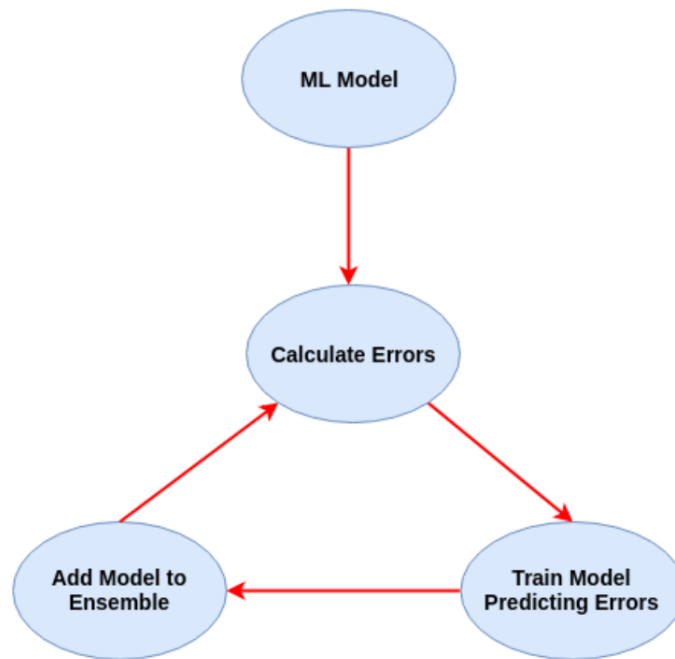 ML Model
Calculate Errors
Add Model to
Ensemble
Train Model
Predicting Errors